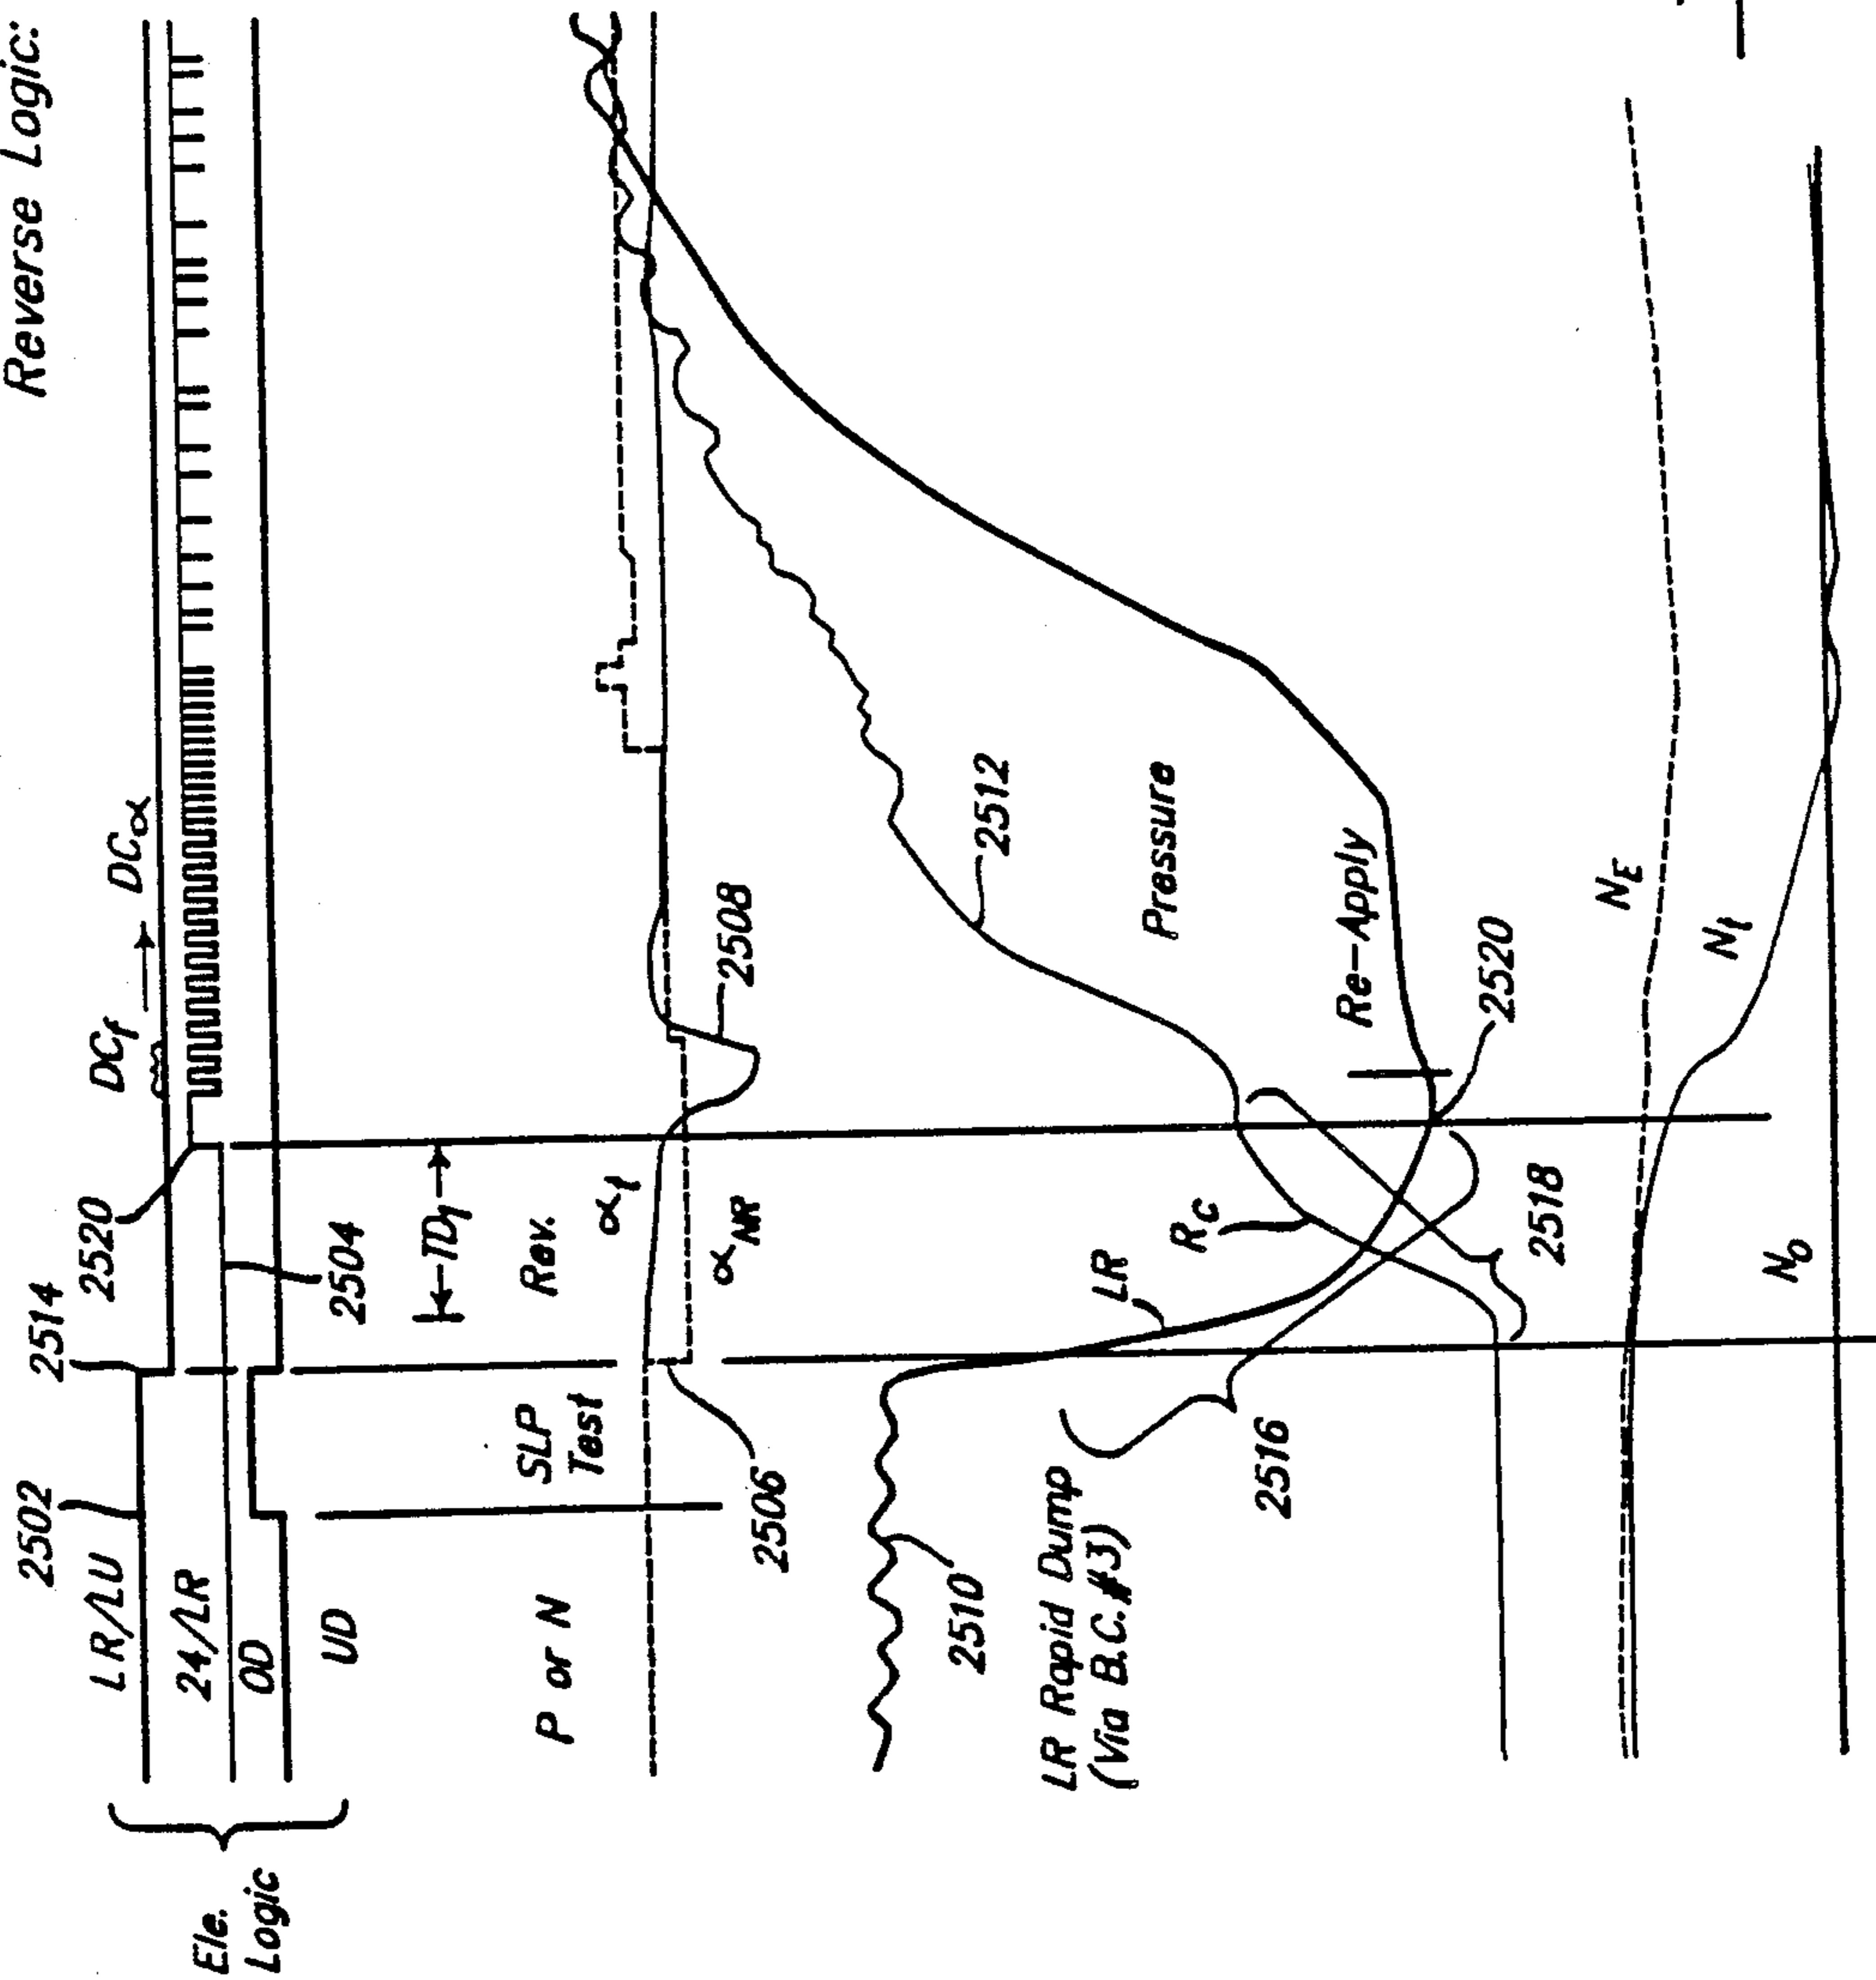 Reverse Logic:
2502
2514
2520
DCf → DCα
LR/LU
24/LR
OD
UD
Ele.
Logic
2504
TD1
P or N
SLP
Test
Rev.
αt
αNR
2506
2508
2510
2512
LR Rapid Dump
(Via B.C.#3)
LR
RC
Pressure
Re-Apply
2516
2518
2520
NE
Nt
NO